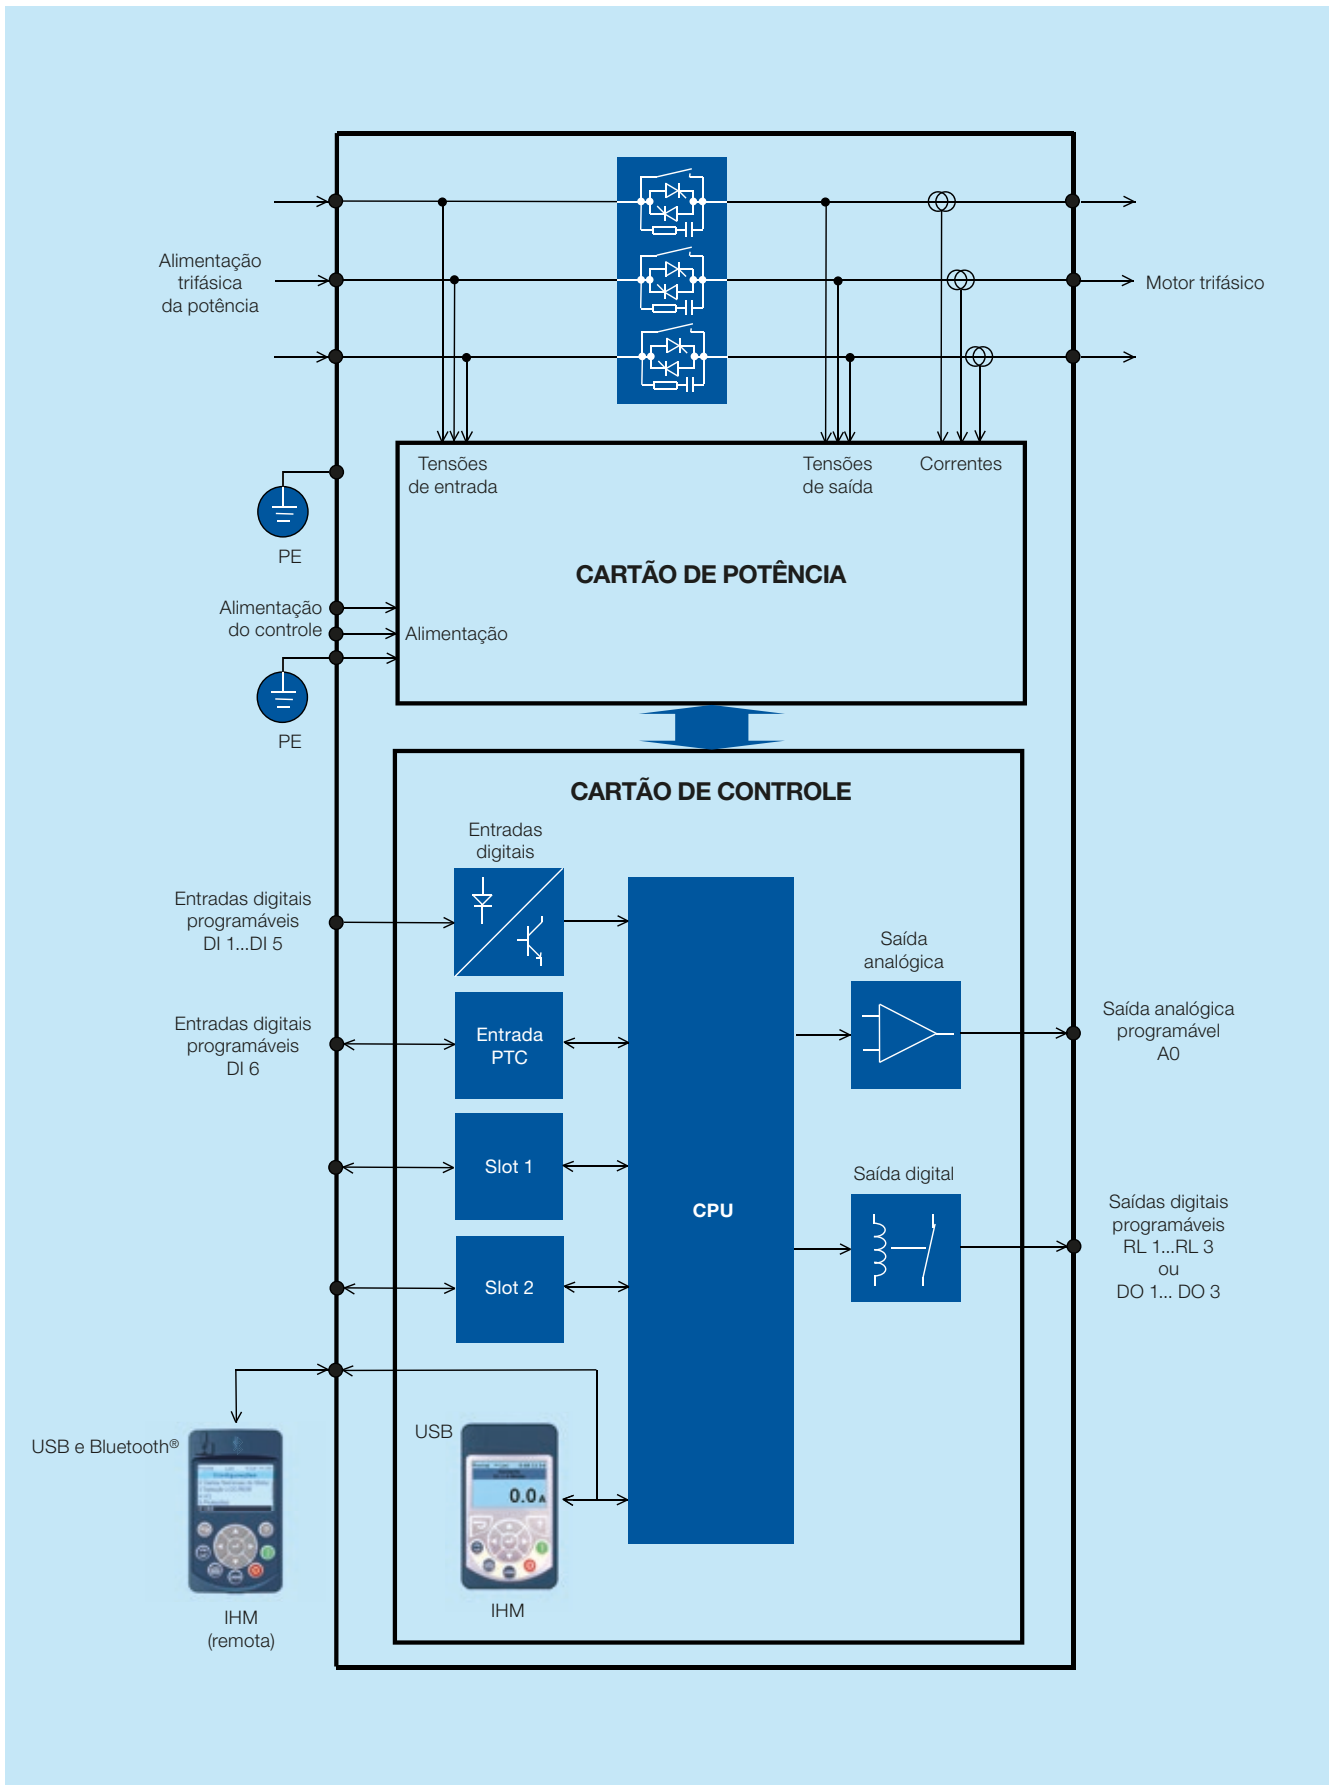 Alimentação
trifásica
da potência
Motor trifásico
Tensões
de entrada
Tensões
de saída
Correntes
PE
CARTÃO DE POTÊNCIA
Alimentação
do controle
Alimentação
PE
CARTÃO DE CONTROLE
Entradas
digitais
Entradas digitais
programáveis
DI 1...DI 5
Saída
analógica
Entradas digitais
programáveis
DI 6
Entrada
PTC
Saída analógica
programável
A0
Slot 1
Saída digital
CPU
Saídas digitais
programáveis
RL 1...RL 3
ou
DO 1... DO 3
Slot 2
USB e Bluetooth®
USB
0.0 A
IHM
IHM
(remota)